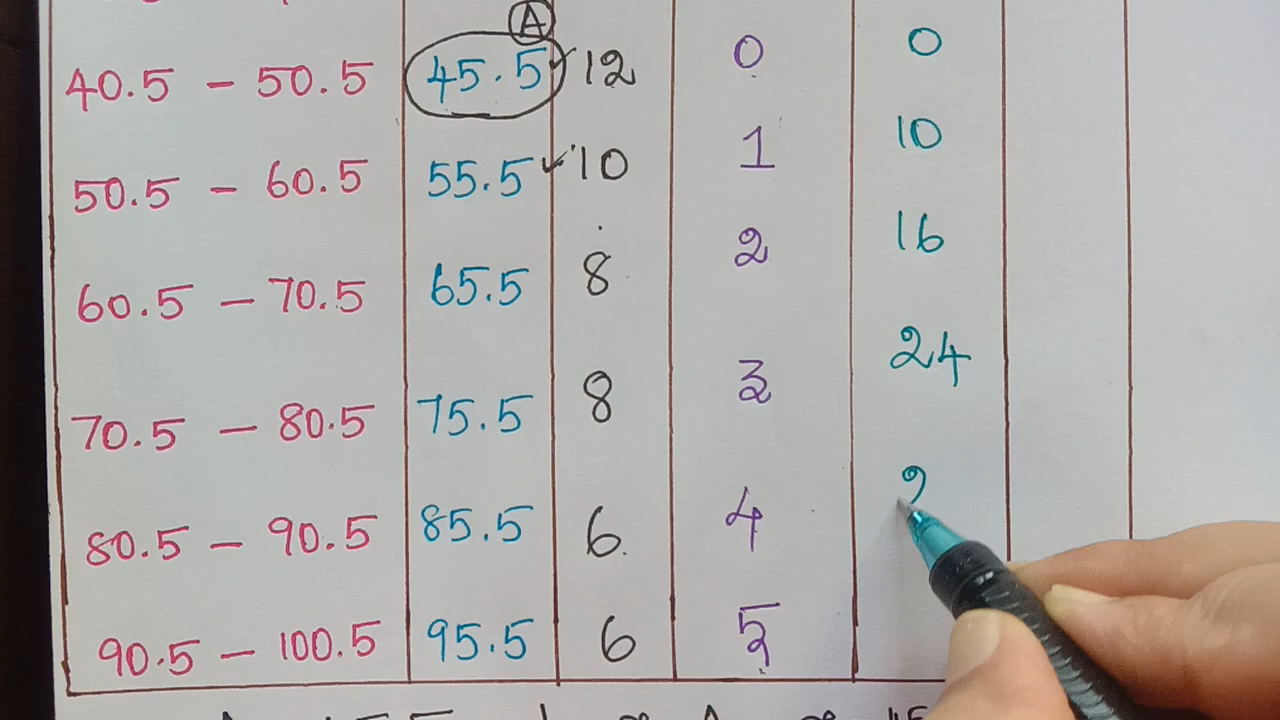 A
40.5 - 50.5 45.5 12 0 0
50.5 - 60.5 55.5 10 1 10
60.5 - 70.5 65.5 8 2 16
70.5 - 80.5 75.5 8 3 24
80.5 - 90.5 85.5 6 4 2
90.5 - 100.5 95.5 6 5